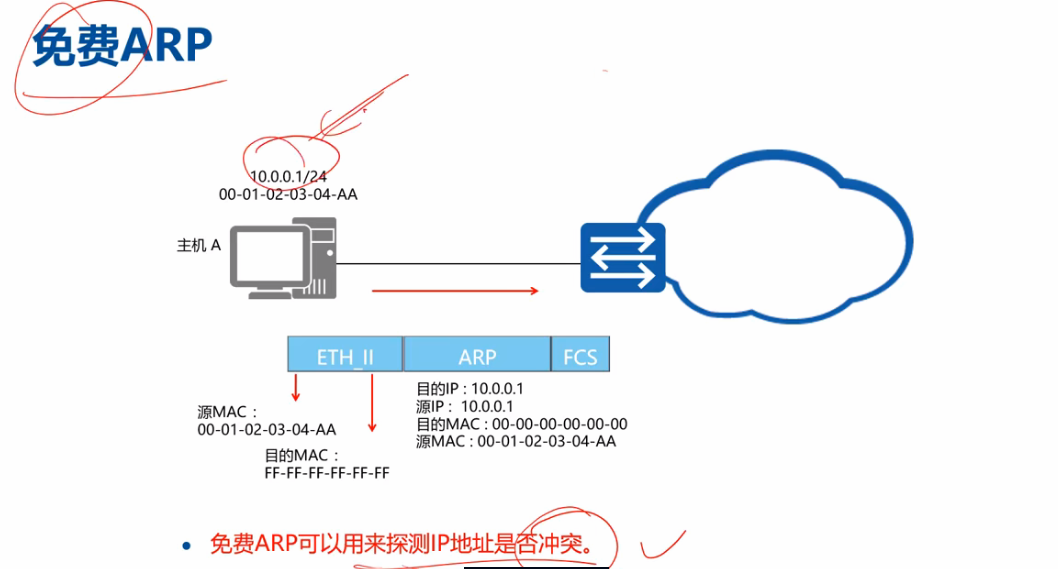 免费ARP
10.0.0.1/24
00-01-02-03-04-AA
主机 A
ETH_II
ARP
FCS
源MAC：
00-01-02-03-04-AA
目的MAC：
FF-FF-FF-FF-FF-FF
目的IP : 10.0.0.1
源IP： 10.0.0.1
目的MAC : 00-00-00-00-00-00
源MAC : 00-01-02-03-04-AA
• 免费ARP可以用来探测IP地址是否冲突。